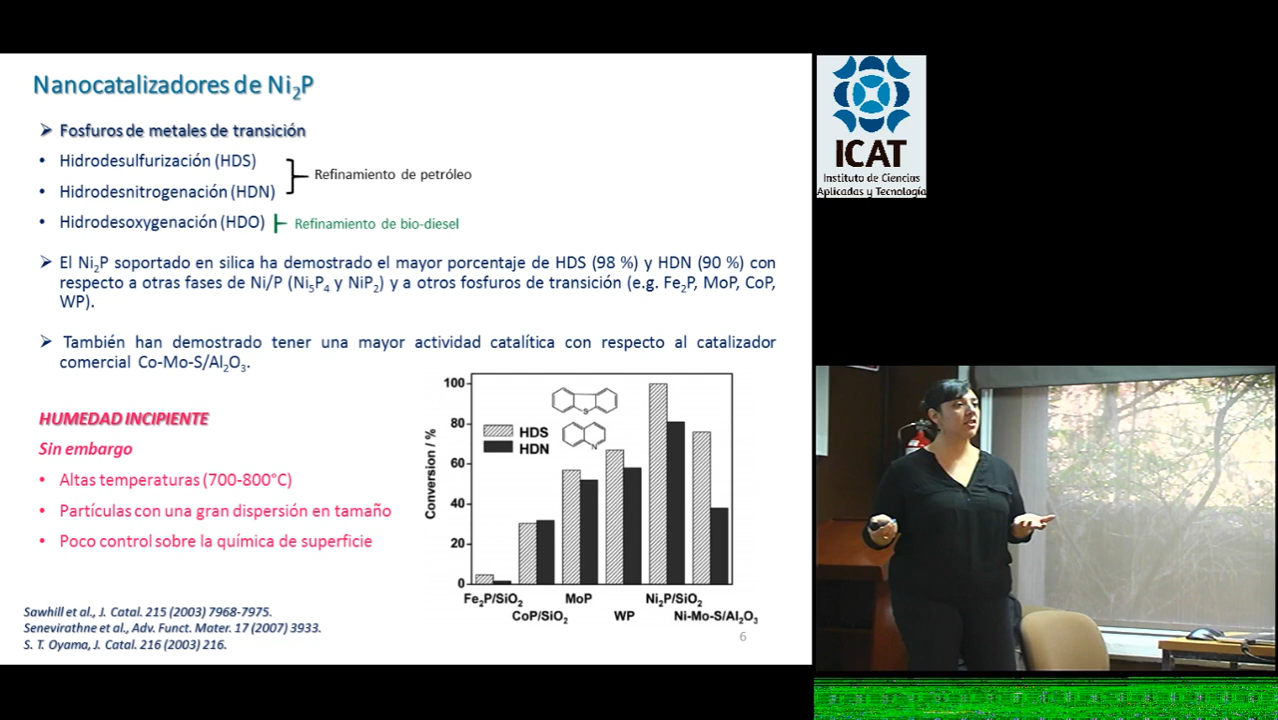 Nanocatalizadores de Ni₂P
➢ Fosfuros de metales de transición
• Hidrodesulfurización (HDS)
• Hidrodesnitrogenación (HDN)
Refinamiento de petróleo
• Hidrodesoxygenación (HDO)
Refinamiento de bio-diesel
➢ El Ni₂P soportado en silica ha demostrado el mayor porcentaje de HDS (98 %) y HDN (90 %) con
respecto a otras fases de Ni/P (Ni₅P₄ y NiP₂) y a otros fosfuros de transición (e.g. Fe₂P, MoP, CoP,
WP).
➢ También han demostrado tener una mayor actividad catalítica con respecto al catalizador
comercial Co-Mo-S/Al₂O₃.
HUMEDAD INCIPIENTE
Sin embargo
• Altas temperaturas (700-800°C)
• Partículas con una gran dispersión en tamaño
• Poco control sobre la química de superficie
Conversion / %
100
80
60
40
20
0
S
N
HDS
HDN
Fe₂P/SiO₂
CoP/SiO₂
MoP
WP
Ni₂P/SiO₂
Ni-Mo-S/Al₂O₃
Sawhill et al., J. Catal. 215 (2003) 7968-7975.
Senevirathne et al., Adv. Funct. Mater. 17 (2007) 3933.
S. T. Oyama, J. Catal. 216 (2003) 216.
6
ICAT
Instituto de Ciencias
Aplicadas y Tecnología